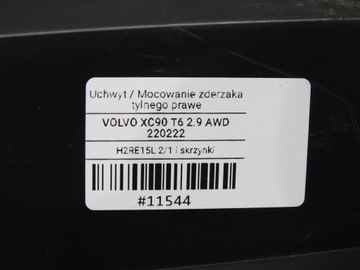 Uchwyt / Mocowanie zderzaka
tylnego prawe
VOLVO XC90 T6 2.9 AWD
220222
H2RE15L 2/1 i skrzynki
#11544